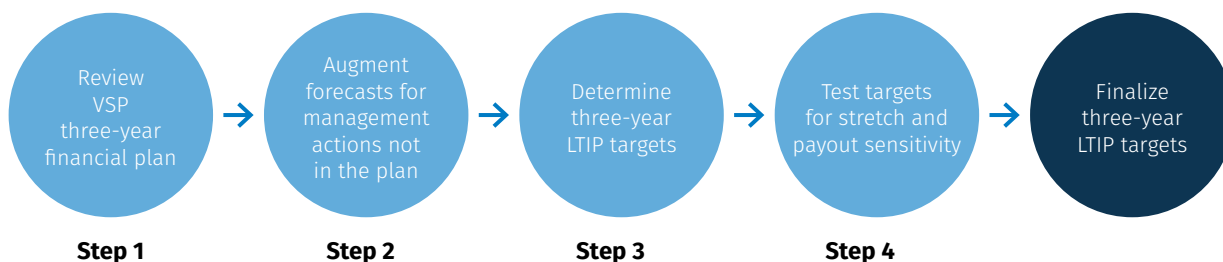 Review
VSP
three-year
financial plan
Augment
forecasts for
management
actions not
in the plan
Determine
three-year
LTIP targets
Test targets
for stretch and
payout sensitivity
Finalize
three-year
LTIP targets
Step 1
Step 2
Step 3
Step 4